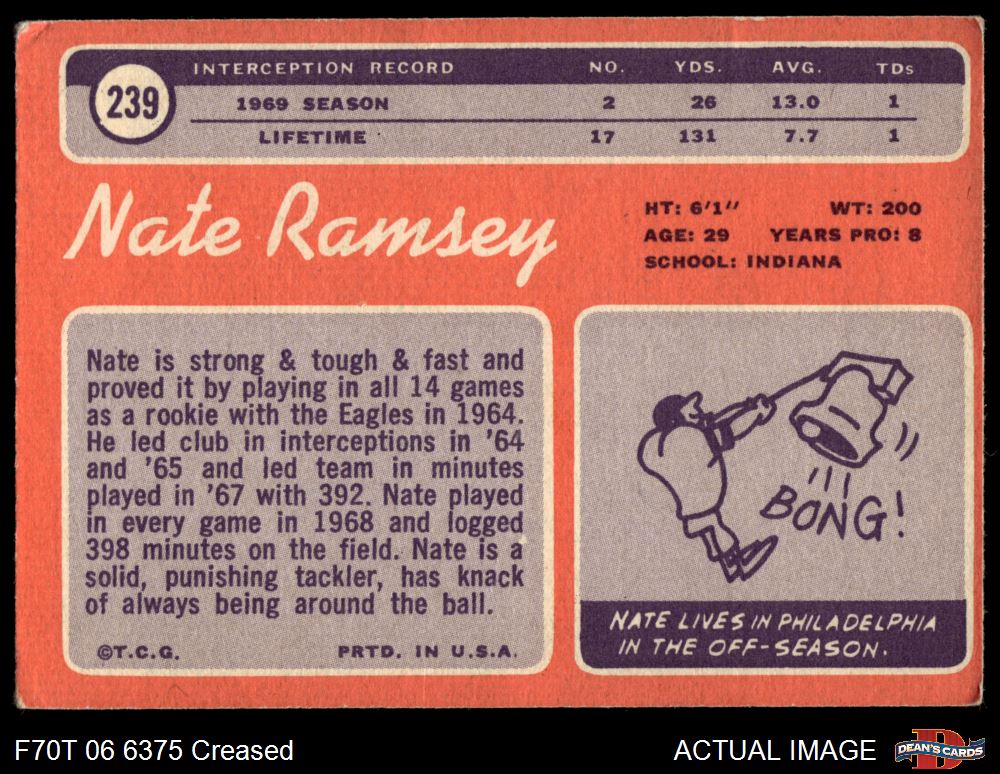 239
INTERCEPTION RECORD NO. YDS. AVG. TDs
1969 SEASON 2 26 13.0 1
LIFETIME 17 131 7.7 1
Nate Ramsey
HT: 6'1" WT: 200
AGE: 29 YEARS PRO: 8
SCHOOL: INDIANA
Nate is strong & tough & fast and
proved it by playing in all 14 games
as a rookie with the Eagles in 1964.
He led club in interceptions in '64
and '65 and led team in minutes
played in '67 with 392. Nate played
in every game in 1968 and logged
398 minutes on the field. Nate is a
solid, punishing tackler, has knack
of always being around the ball.
©T.C.G. PRTD. IN U.S.A.
BONG!
NATE LIVES IN PHILADELPHIA
IN THE OFF-SEASON.
F70T 06 6375 Creased
ACTUAL IMAGE
D
DEAN'S CARDS